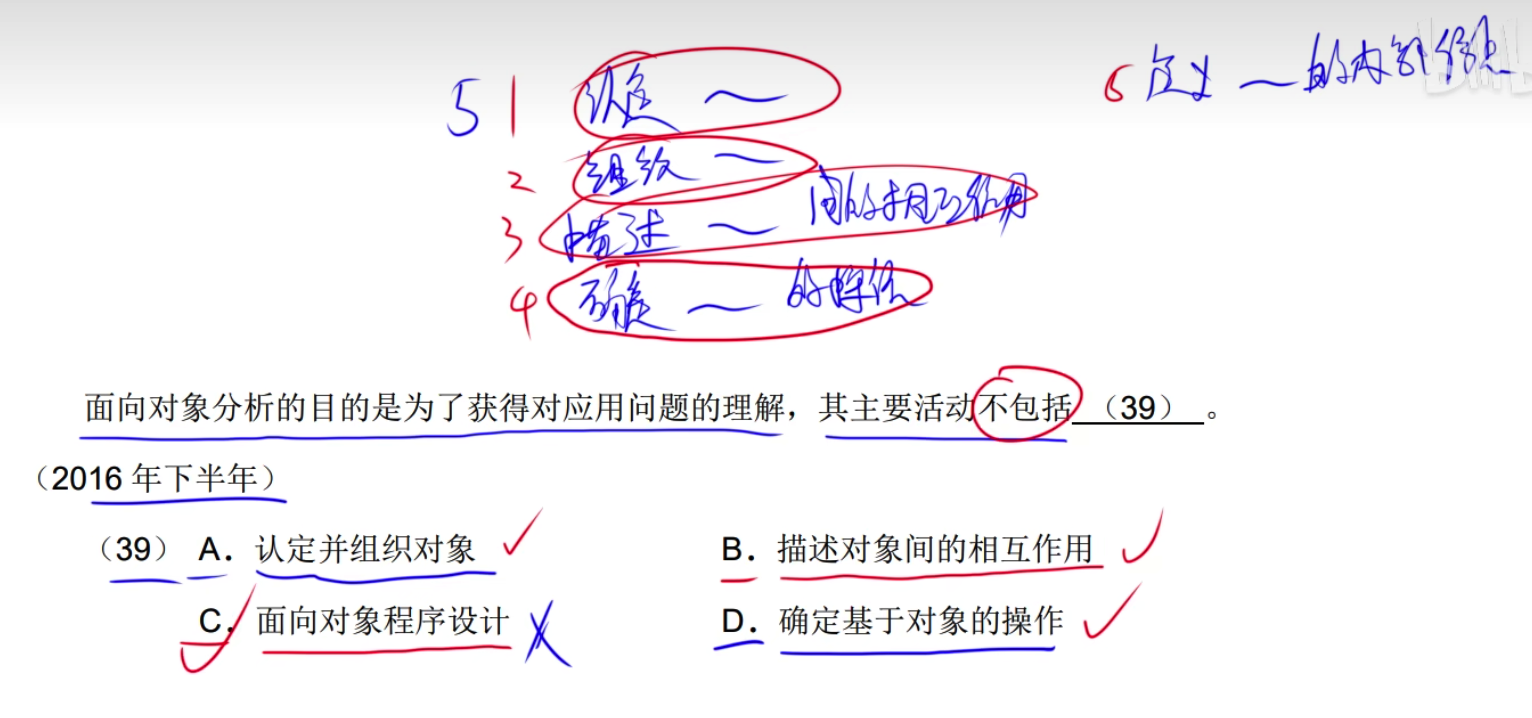 5 1 认定 ~
6 定义 ~ 的内部信息
2 组织 ~
3 描述 ~ 间的相互作用
4 确定 ~ 的操作
面向对象分析的目的是为了获得对应用问题的理解，其主要活动不包括 （39） 。
（2016 年下半年）
（39） A．认定并组织对象 B．描述对象间的相互作用
C．面向对象程序设计 D．确定基于对象的操作